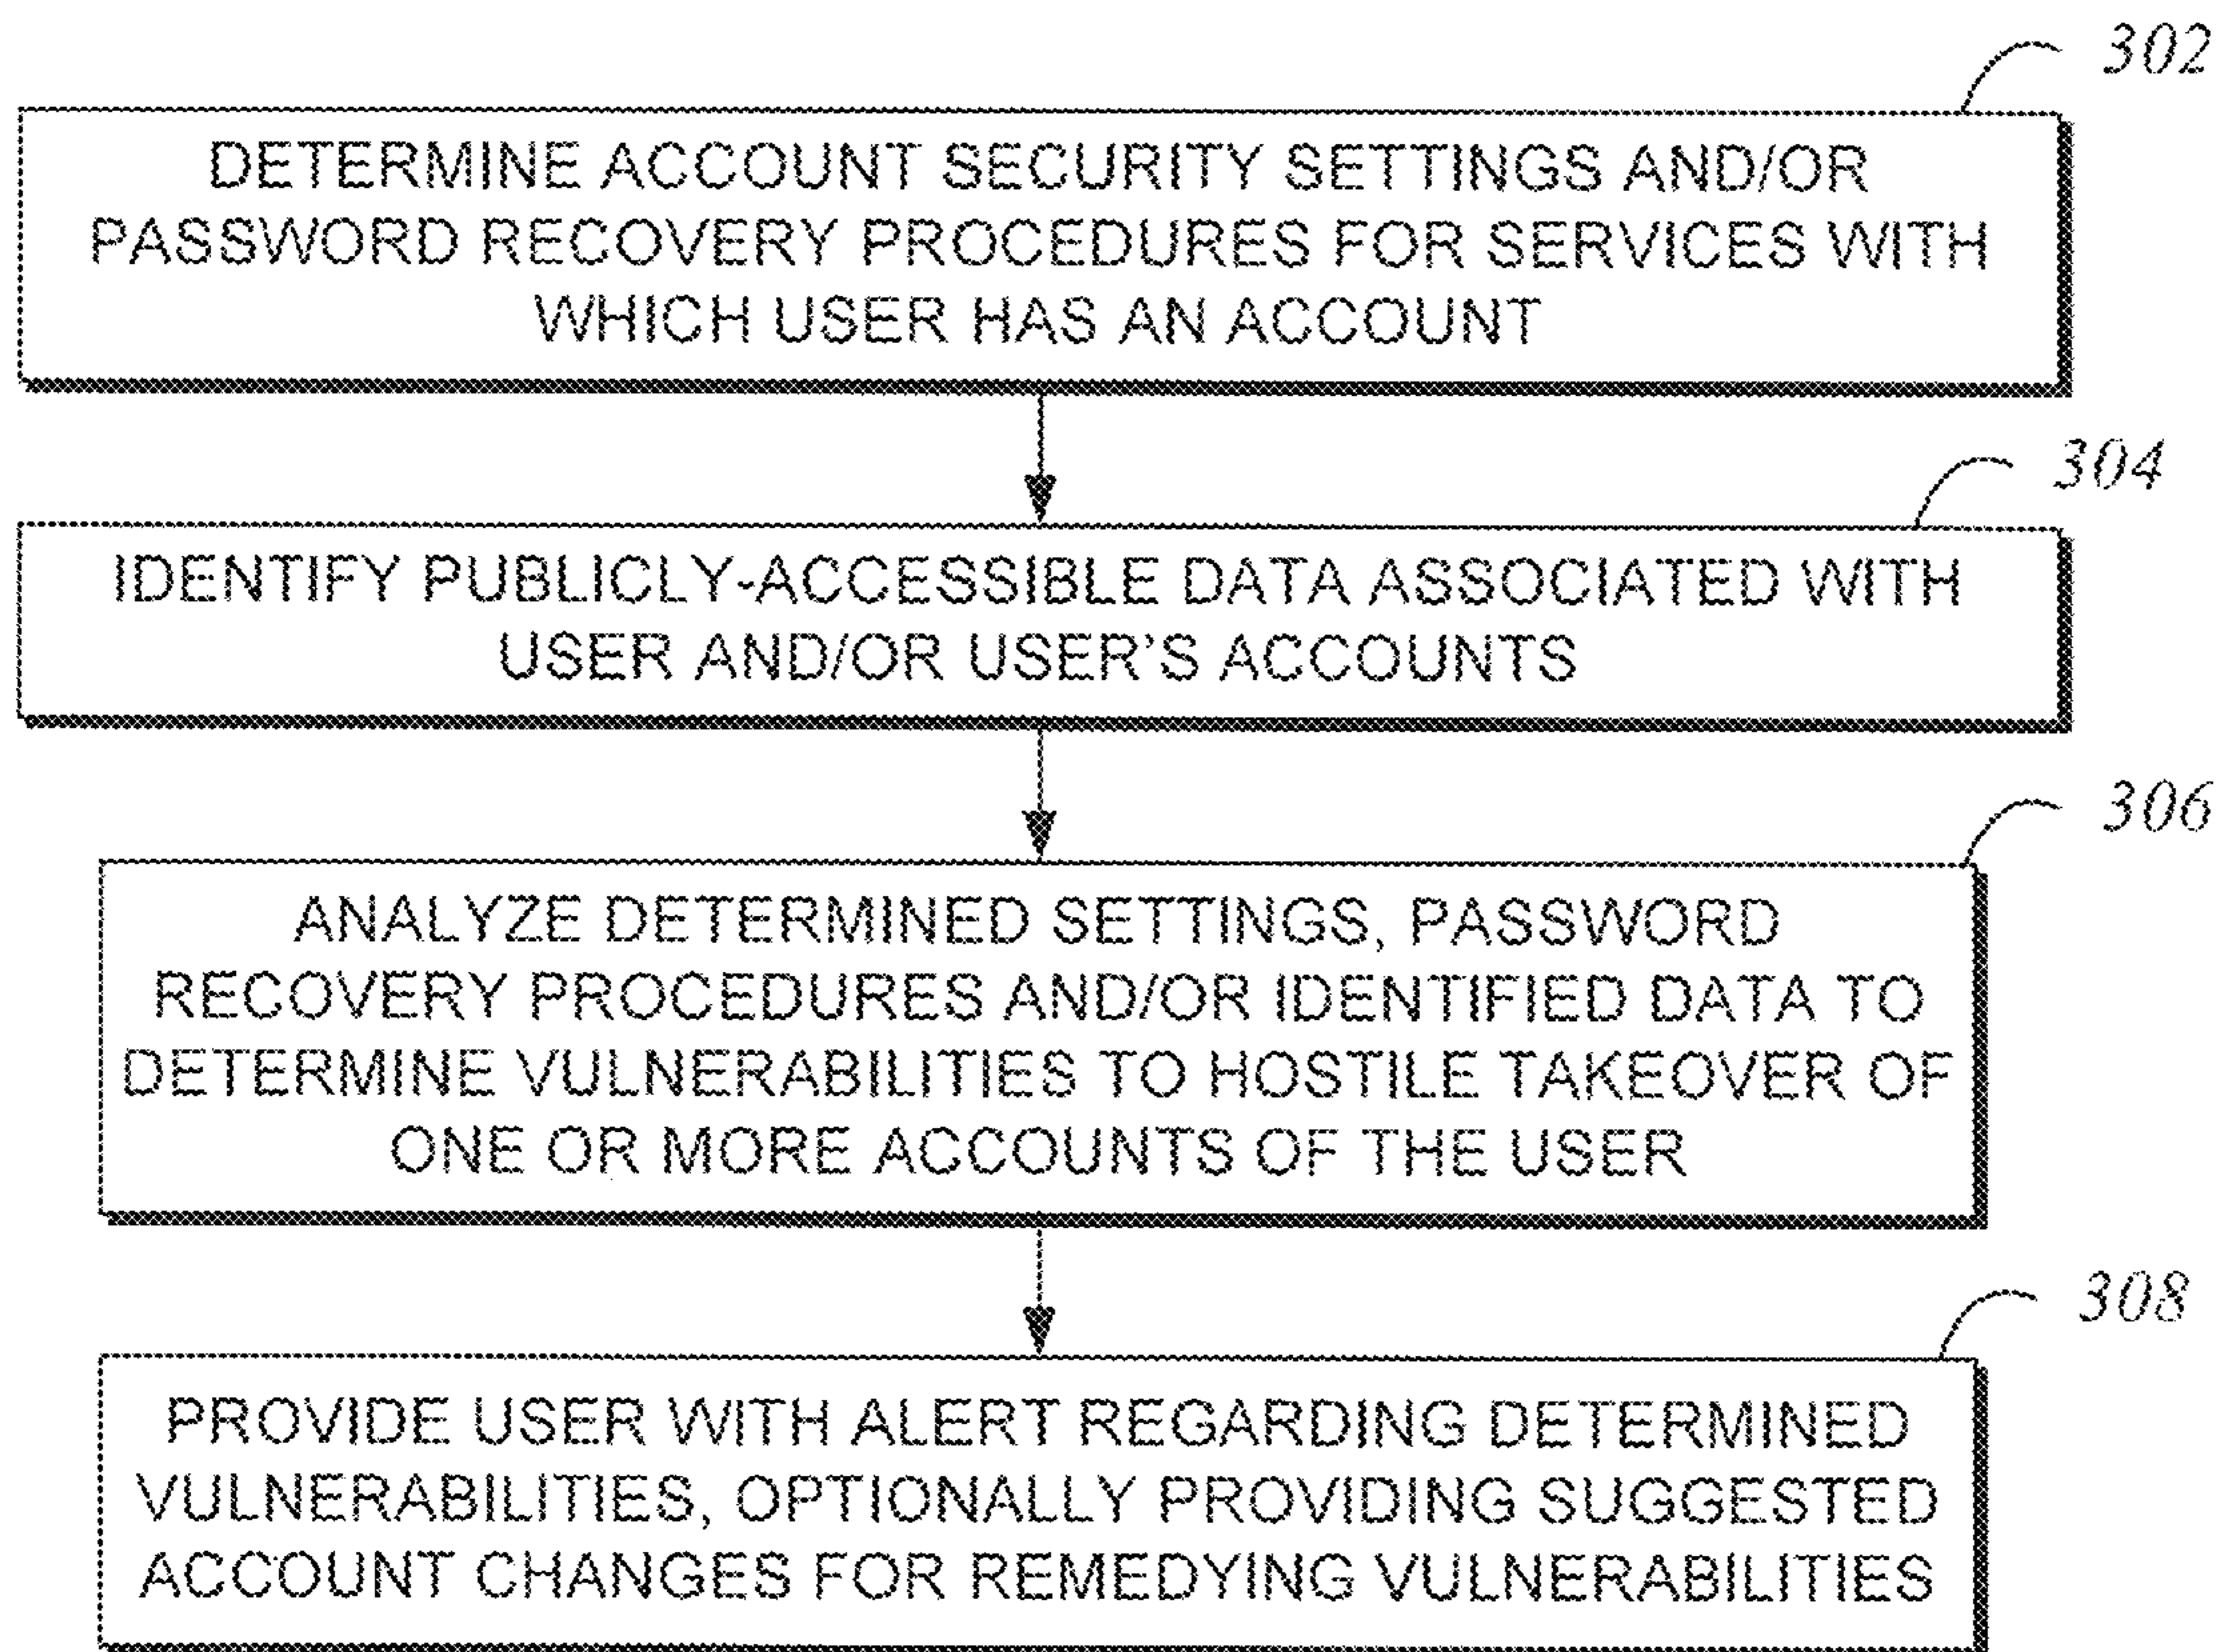 302
DETERMINE ACCOUNT SECURITY SETTINGS AND/OR
PASSWORD RECOVERY PROCEDURES FOR SERVICES WITH
WHICH USER HAS AN ACCOUNT
304
IDENTIFY PUBLICLY-ACCESSIBLE DATA ASSOCIATED WITH
USER AND/OR USER'S ACCOUNTS
306
ANALYZE DETERMINED SETTINGS, PASSWORD
RECOVERY PROCEDURES AND/OR IDENTIFIED DATA TO
DETERMINE VULNERABILITIES TO HOSTILE TAKEOVER OF
ONE OR MORE ACCOUNTS OF THE USER
308
PROVIDE USER WITH ALERT REGARDING DETERMINED
VULNERABILITIES, OPTIONALLY PROVIDING SUGGESTED
ACCOUNT CHANGES FOR REMEDYING VULNERABILITIES